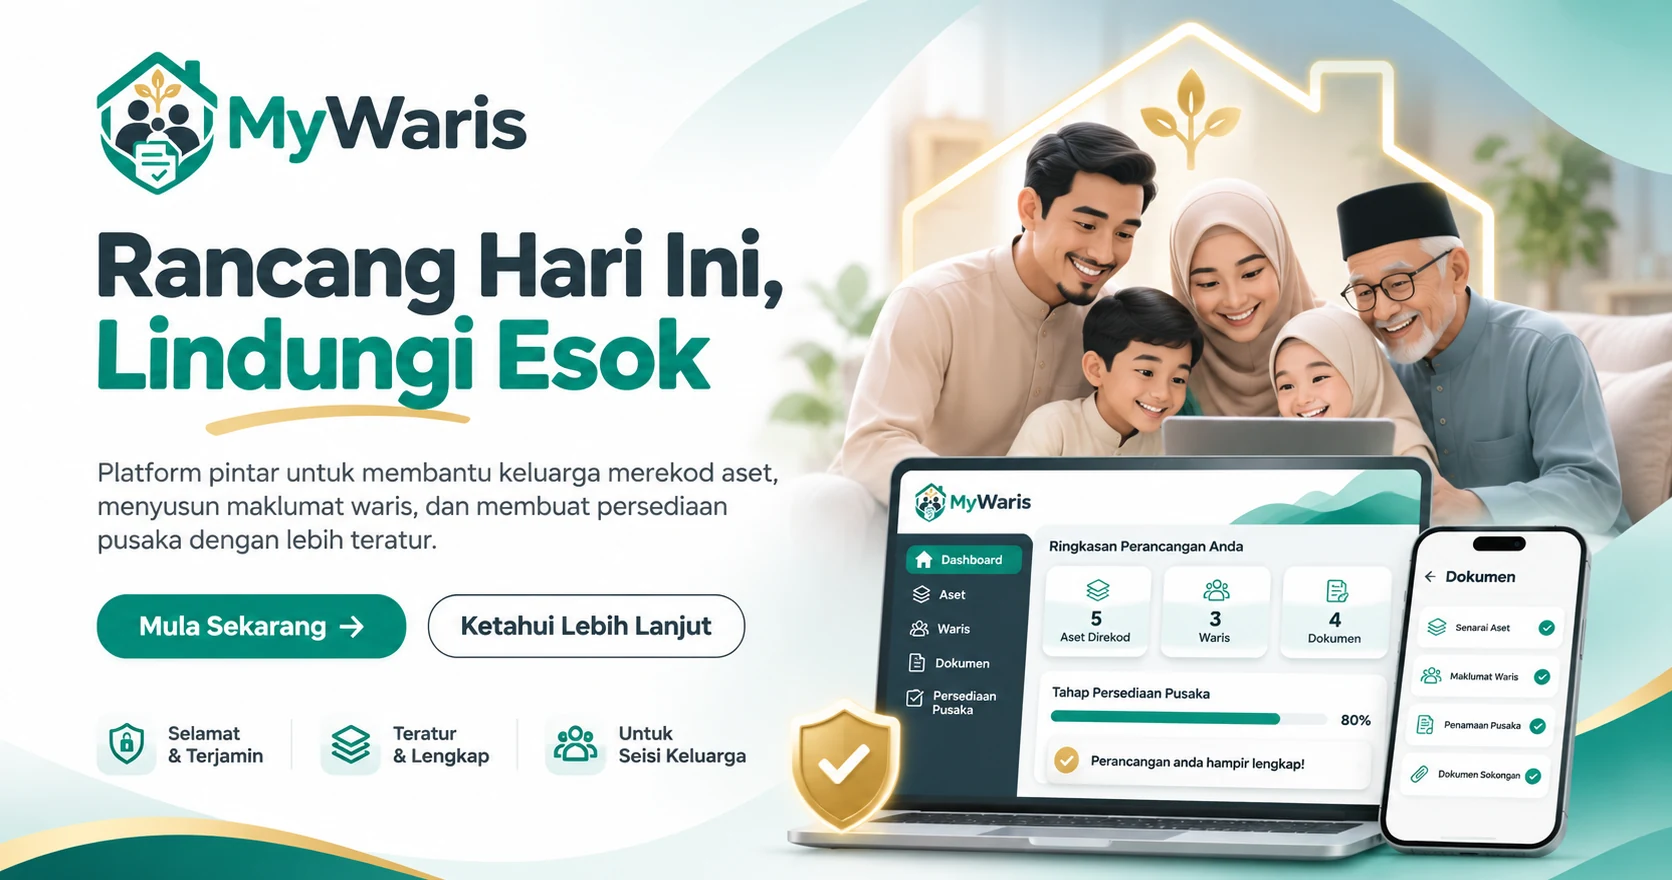 MyWaris
Rancang Hari Ini,
Lindungi Esok
Platform pintar untuk membantu keluarga merekod aset,
menyusun maklumat waris, dan membuat persediaan
pusaka dengan lebih teratur.
Mula Sekarang →
Ketahui Lebih Lanjut
Selamat
& Terjamin
Teratur
& Lengkap
Untuk
Seisi Keluarga
MyWaris
Dashboard
Aset
Waris
Dokumen
Persediaan
Pusaka
Ringkasan Perancangan Anda
5
Aset Direkod
3
Waris
4
Dokumen
Tahap Persediaan Pusaka
80%
Perancangan anda hampir lengkap!
← Dokumen
Senarai Aset
Maklumat Waris
Penamaan Pusaka
Dokumen Sokongan